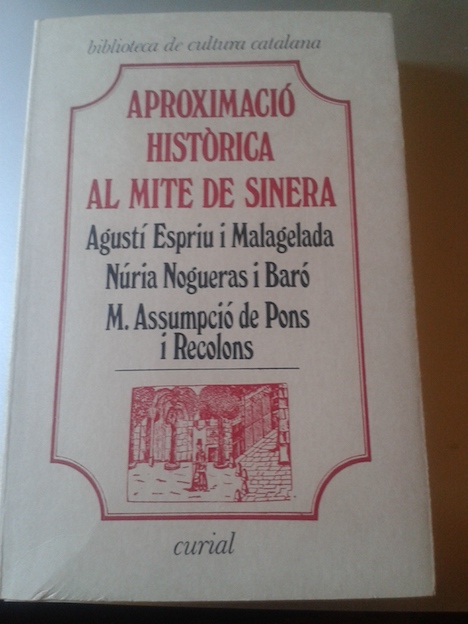 biblioteca de cultura catalana
APROXIMACIÓ
HISTÒRICA
AL MITE DE SINERA
Agustí Espriu i Malagelada
Núria Nogueras i Baró
M. Assumpció de Pons
i Recolons
curial